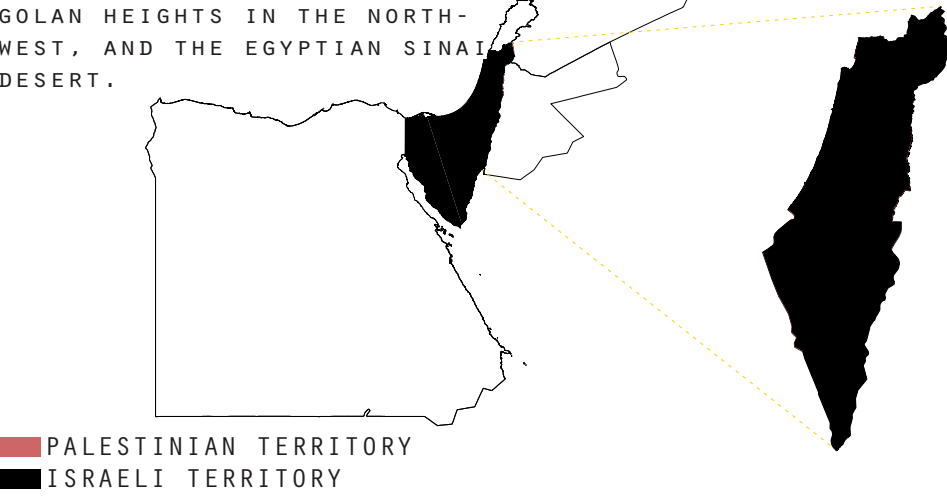 GOLAN HEIGHTS IN THE NORTH-
WEST, AND THE EGYPTIAN SINAI
DESERT.
PALESTINIAN TERRITORY
ISRAELI TERRITORY